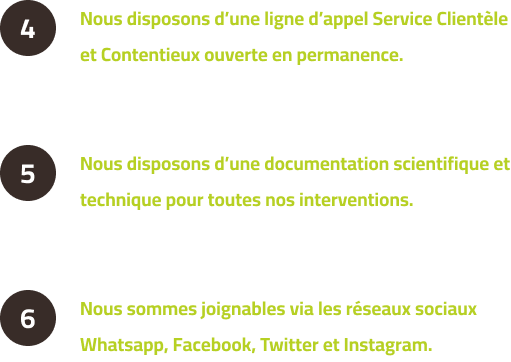 4
Nous disposons d’une ligne d’appel Service Clientèle
et Contentieux ouverte en permanence.
5
Nous disposons d’une documentation scientifique et
technique pour toutes nos interventions.
6
Nous sommes joignables via les réseaux sociaux
Whatsapp, Facebook, Twitter et Instagram.